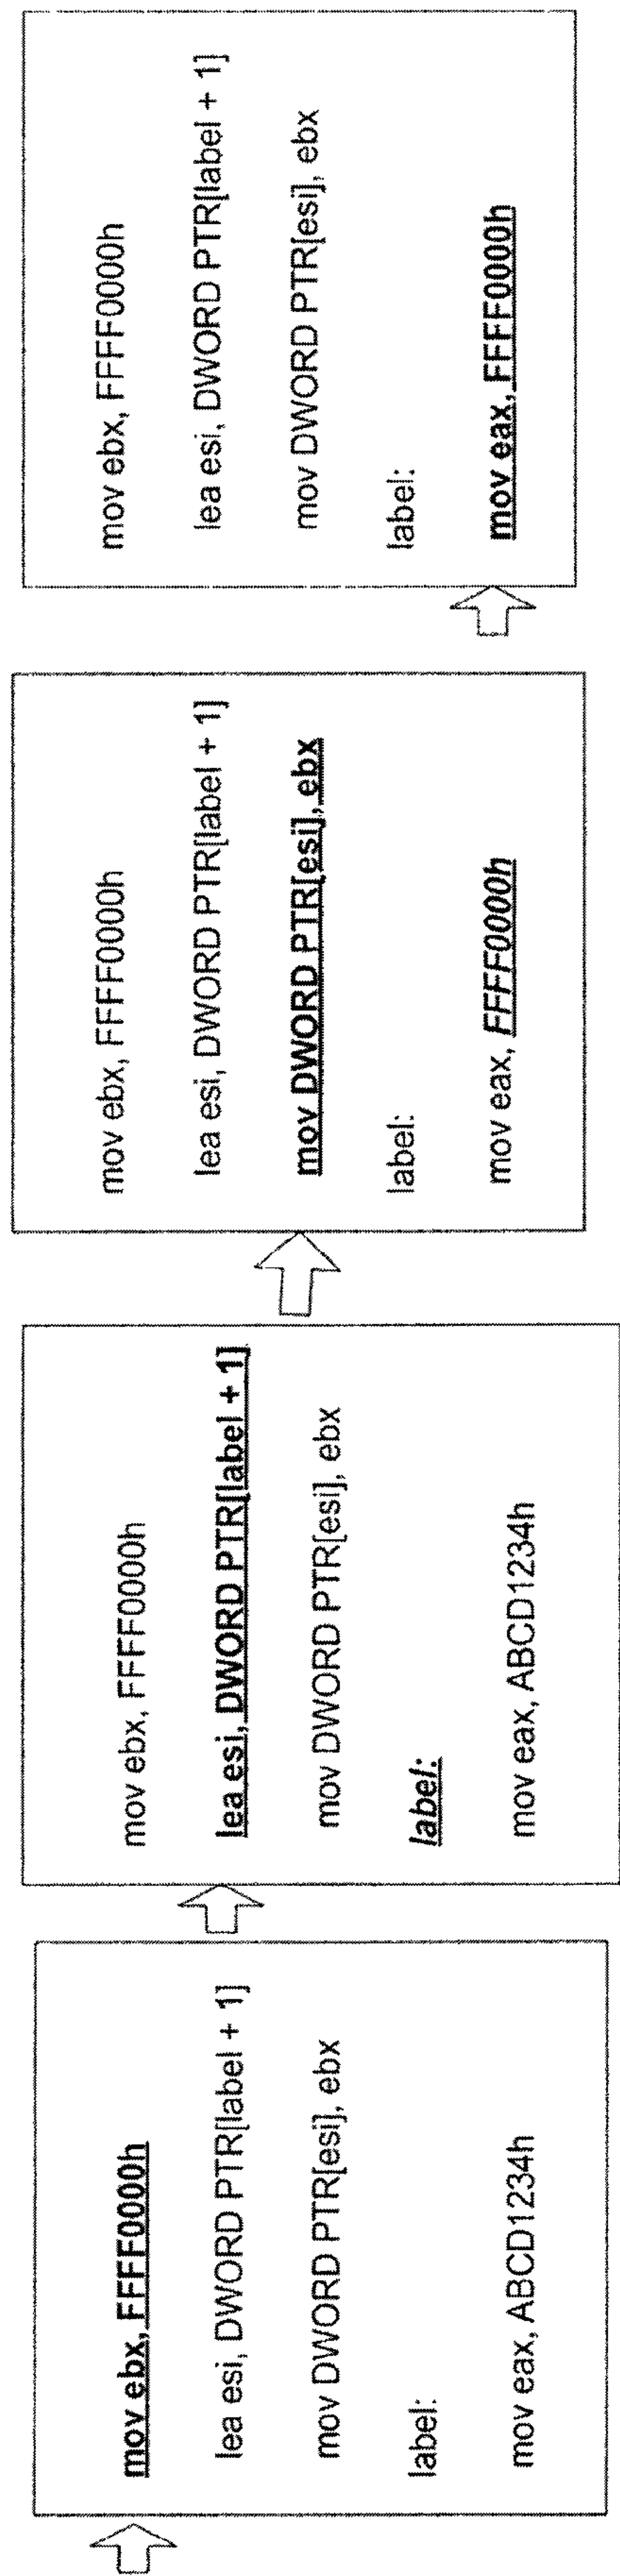 mov ebx, FFFF0000h
lea esi, DWORD PTR[label + 1]
mov DWORD PTR[esi], ebx
label:
mov eax, ABCD1234h
mov ebx, FFFF0000h
lea esi, DWORD PTR[label + 1]
mov DWORD PTR[esi], ebx
label:
mov eax, ABCD1234h
mov ebx, FFFF0000h
lea esi, DWORD PTR[label + 1]
mov DWORD PTR[esi], ebx
label:
mov eax, FFFF0000h
mov ebx, FFFF0000h
lea esi, DWORD PTR[label + 1]
mov DWORD PTR[esi], ebx
label:
mov eax, FFFF0000h